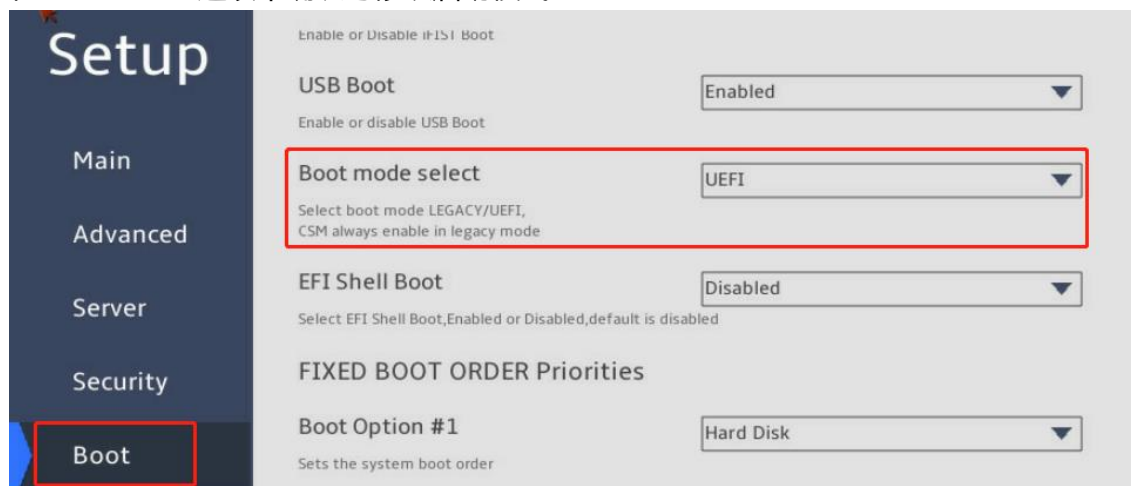 Setup
Main
Advanced
Server
Security
Boot
Enable or Disable iFIST Boot
USB Boot
Enabled
Enable or disable USB Boot
Boot mode select
UEFI
Select boot mode LEGACY/UEFI,
CSM always enable in legacy mode
EFI Shell Boot
Disabled
Select EFI Shell Boot,Enabled or Disabled,default is disabled
FIXED BOOT ORDER Priorities
Boot Option #1
Hard Disk
Sets the system boot order